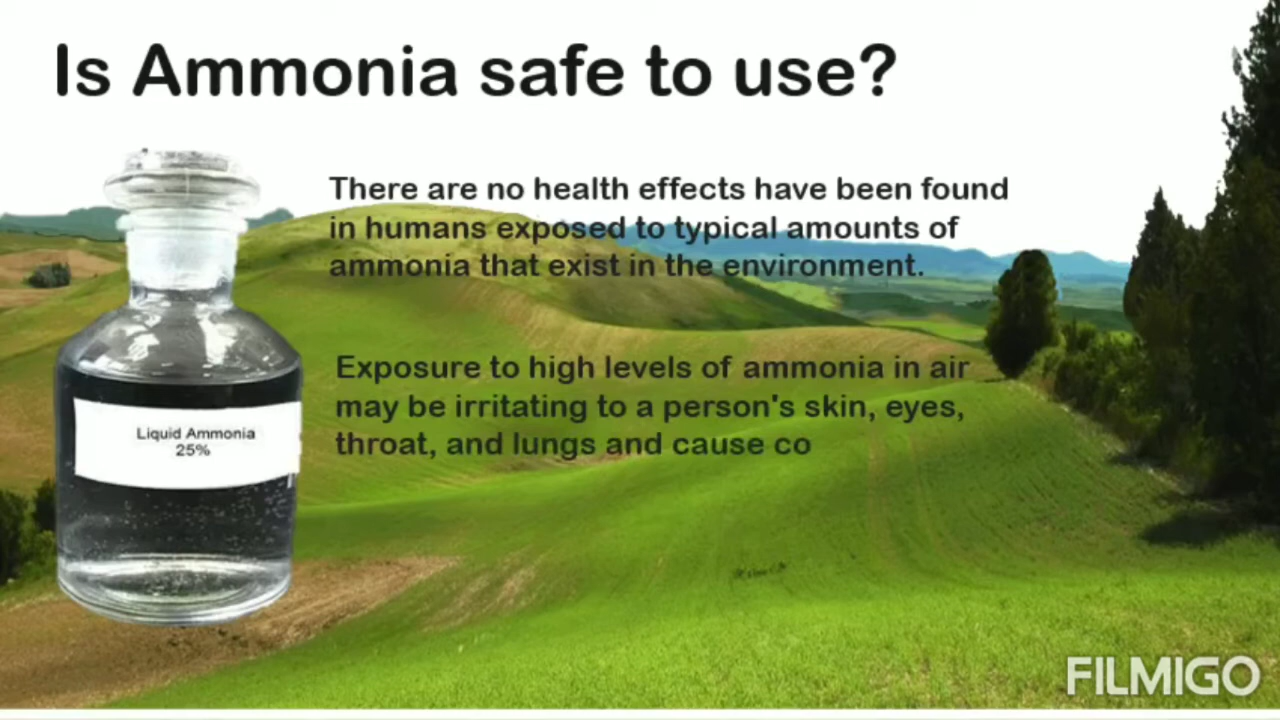 Is Ammonia safe to use?
There are no health effects have been found
in humans exposed to typical amounts of
ammonia that exist in the environment.
Exposure to high levels of ammonia in air
may be irritating to a person's skin, eyes,
throat, and lungs and cause co
Liquid Ammonia
25%
FILMIGO